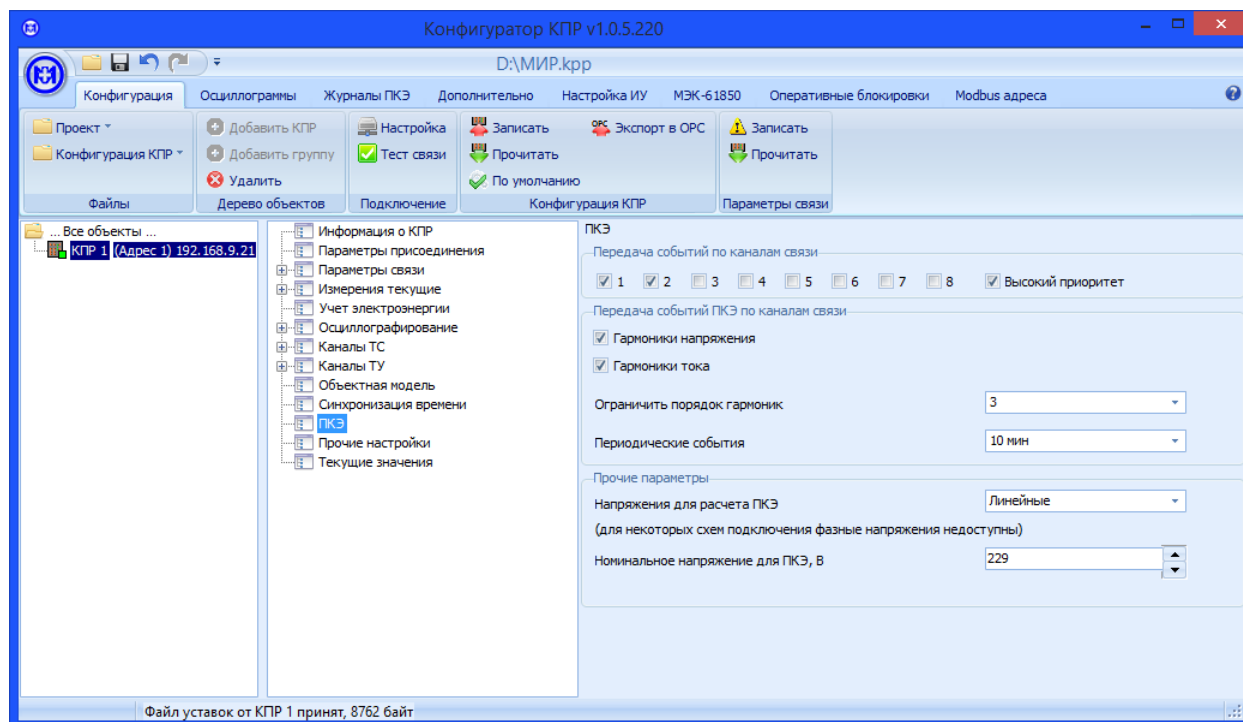 Конфигуратор КПР v1.0.5.220
D:\МИР.kpp
Конфигурация Осциллограммы Журналы ПКЭ Дополнительно Настройка ИУ МЭК-61850 Оперативные блокировки Modbus адреса
Проект Добавить КПР Настройка Записать Экспорт в OPC Записать
Конфигурация КПР Добавить группу Тест связи Прочитать Прочитать
Удалить По умолчанию
Файлы Дерево объектов Подключение Конфигурация КПР Параметры связи
... Все объекты ...
КПР 1 (Адрес 1) 192.168.9.21
Информация о КПР
Параметры присоединения
Параметры связи
Измерения текущие
Учет электроэнергии
Осциллографирование
Каналы ТС
Каналы ТУ
Объектная модель
Синхронизация времени
ПКЭ
Прочие настройки
Текущие значения
ПКЭ
Передача событий по каналам связи
1 2 3 4 5 6 7 8 Высокий приоритет
Передача событий ПКЭ по каналам связи
Гармоники напряжения
Гармоники тока
Ограничить порядок гармоник 3
Периодические события 10 мин
Прочие параметры
Напряжения для расчета ПКЭ Линейные
(для некоторых схем подключения фазные напряжения недоступны)
Номинальное напряжение для ПКЭ, В 229
Файл уставок от КПР 1 принят, 8762 байт